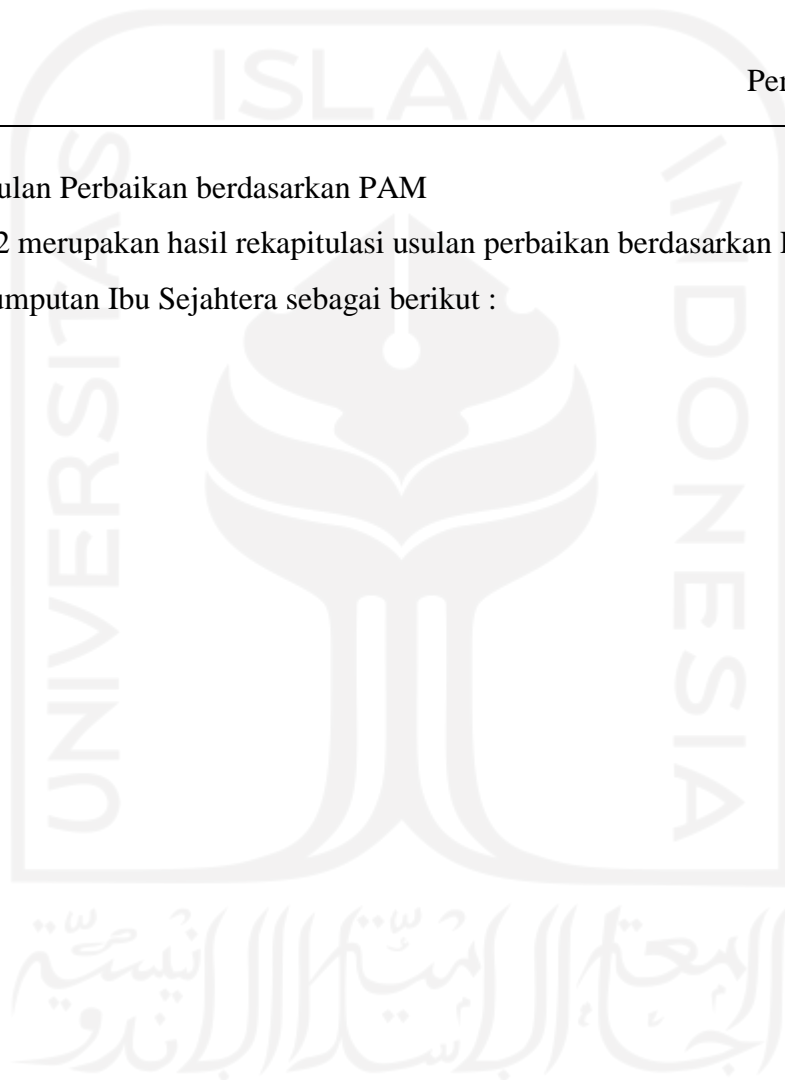 ISLAM
Per
ulan Perbaikan berdasarkan PAM
2 merupakan hasil rekapitulasi usulan perbaikan berdasarkan
umputan Ibu Sejahtera sebagai berikut :
UNIVERSITAS
INDONESIA